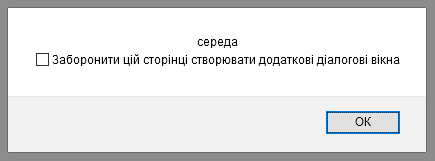 середа
Заборонити цій сторінці створювати додаткові діалогові вікна
OK